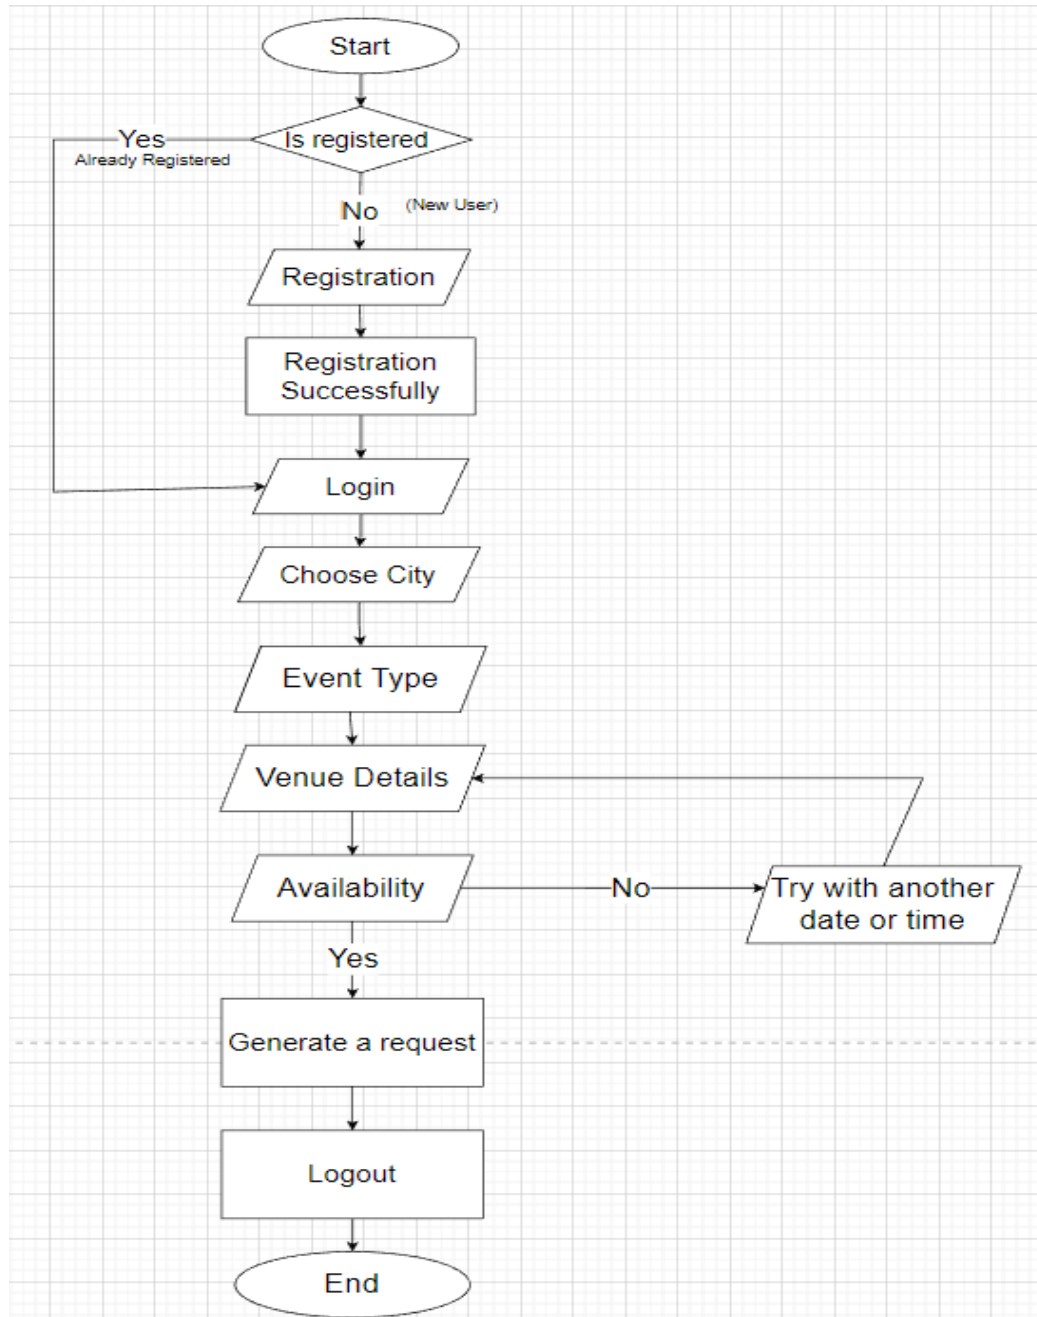 Start
Is registered
Yes
Already Registered
No
(New User)
Registration
Registration
Successfully
Login
Choose City
Event Type
Venue Details
Availability
No
Try with another
date or time
Yes
Generate a request
Logout
End